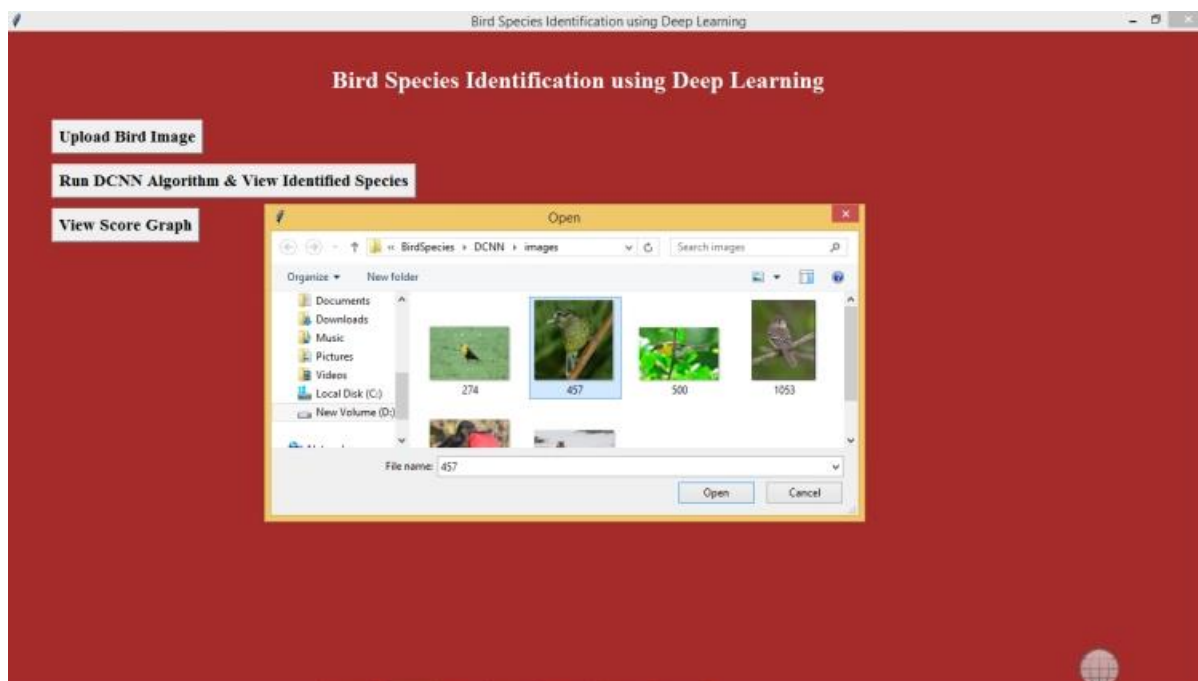 Bird Species Identification using Deep Learning
Bird Species Identification using Deep Learning
Upload Bird Image
Run DCNN Algorithm & View Identified Species
View Score Graph
Open
« BirdSpecies DCNN images
Search images
Organize
New folder
Documents
Downloads
Music
Pictures
Videos
Local Disk (C:)
New Volume (D:)
274
457
500
1053
File name: 457
Open
Cancel